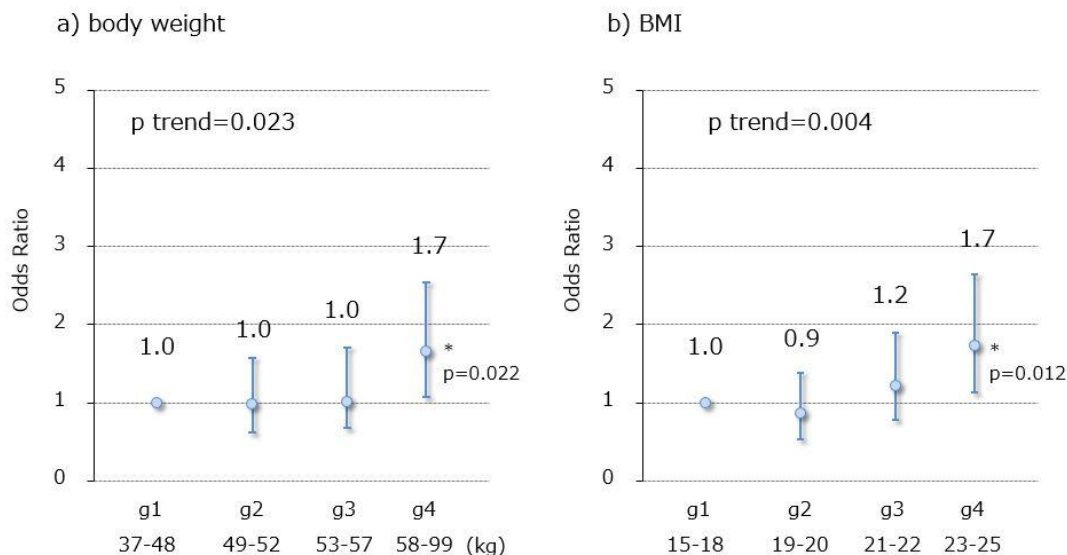 a) body weight
5
p trend=0.023
4
3
2
1
0
Odds Ratio
1.0
1.0
1.0
1.7
*
p=0.022
g1 g2 g3 g4
37-48 49-52 53-57 58-99 (kg)
b) BMI
5
p trend=0.004
4
3
2
1
0
Odds Ratio
1.0
0.9
1.2
1.7
*
p=0.012
g1 g2 g3 g4
15-18 19-20 21-22 23-25